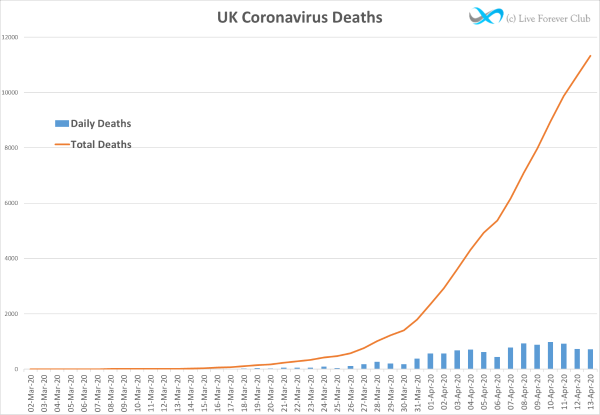 UK Coronavirus Deaths
(c) Live Forever Club
12000
10000
8000
6000
4000
2000
0
Daily Deaths
Total Deaths
02-Mar-20
03-Mar-20
04-Mar-20
05-Mar-20
06-Mar-20
07-Mar-20
08-Mar-20
09-Mar-20
10-Mar-20
11-Mar-20
12-Mar-20
13-Mar-20
14-Mar-20
15-Mar-20
16-Mar-20
17-Mar-20
18-Mar-20
19-Mar-20
20-Mar-20
21-Mar-20
22-Mar-20
23-Mar-20
24-Mar-20
25-Mar-20
26-Mar-20
27-Mar-20
28-Mar-20
29-Mar-20
30-Mar-20
31-Mar-20
01-Apr-20
02-Apr-20
03-Apr-20
04-Apr-20
05-Apr-20
06-Apr-20
07-Apr-20
08-Apr-20
09-Apr-20
10-Apr-20
11-Apr-20
12-Apr-20
13-Apr-20